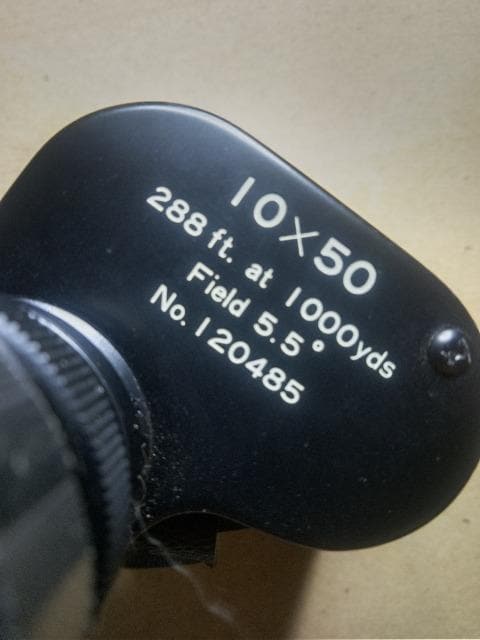 10×50
288 ft. at 1000yds
Field 5.5°
No. 120485